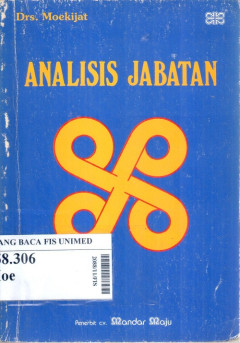 Drs. Moekijat
ANALISIS JABATAN
ANG BACA FIS UNIMED
8.306
oe
Penerbit cv. Mandar Maju